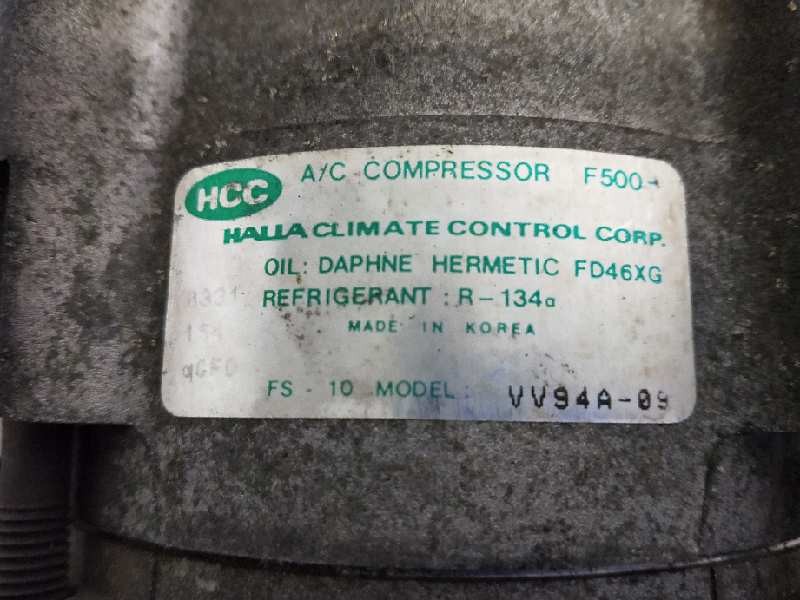 HCC A/C COMPRESSOR F500-
HALLA CLIMATE CONTROL CORP.
OIL: DAPHNE HERMETIC FD46XG
REFRIGERANT : R-134a
MADE IN KOREA
FS - 10 MODEL : VV94A-09